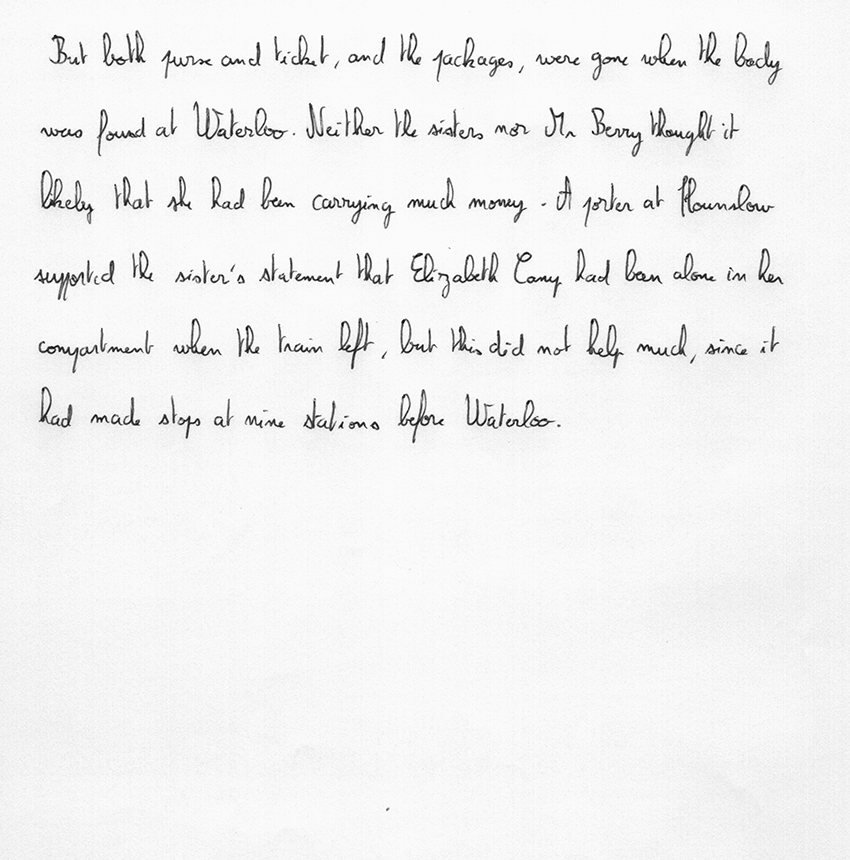 But both purse and ticket, and the packages, were gone when the body
was found at Waterloo. Neither the sisters nor Mr Berry thought it
likely that she had been carrying much money. A porter at Hounslow
supported the sister's statement that Elizabeth Camp had been alone in her
compartment when the train left, but this did not help much, since it
had made stops at nine stations before Waterloo.